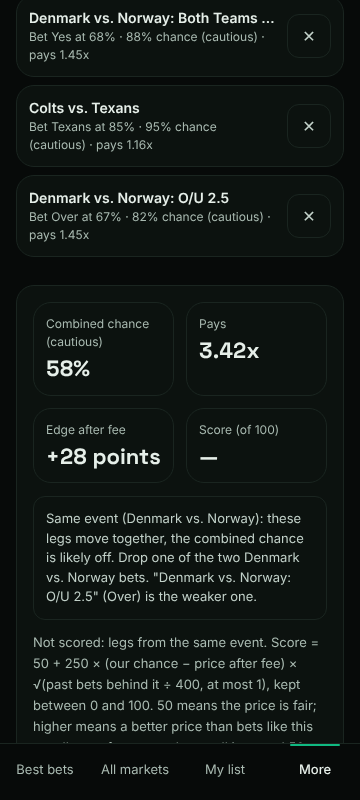 Denmark vs. Norway: Both Teams ...
Bet Yes at 68% · 88% chance (cautious) ·
pays 1.45x
Colts vs. Texans
Bet Texans at 85% · 95% chance
(cautious) · pays 1.16x
Denmark vs. Norway: O/U 2.5
Bet Over at 67% · 82% chance (cautious) ·
pays 1.45x
Combined chance
(cautious)
58%
Pays
3.42x
Edge after fee
+28 points
Score (of 100)
—
Same event (Denmark vs. Norway): these
legs move together, the combined chance
is likely off. Drop one of the two Denmark
vs. Norway bets. "Denmark vs. Norway:
O/U 2.5" (Over) is the weaker one.
Not scored: legs from the same event. Score =
50 + 250 × (our chance − price after fee) ×
√(past bets behind it ÷ 400, at most 1), kept
between 0 and 100. 50 means the price is fair;
higher means a better price than bets like this
Best bets
All markets
My list
More